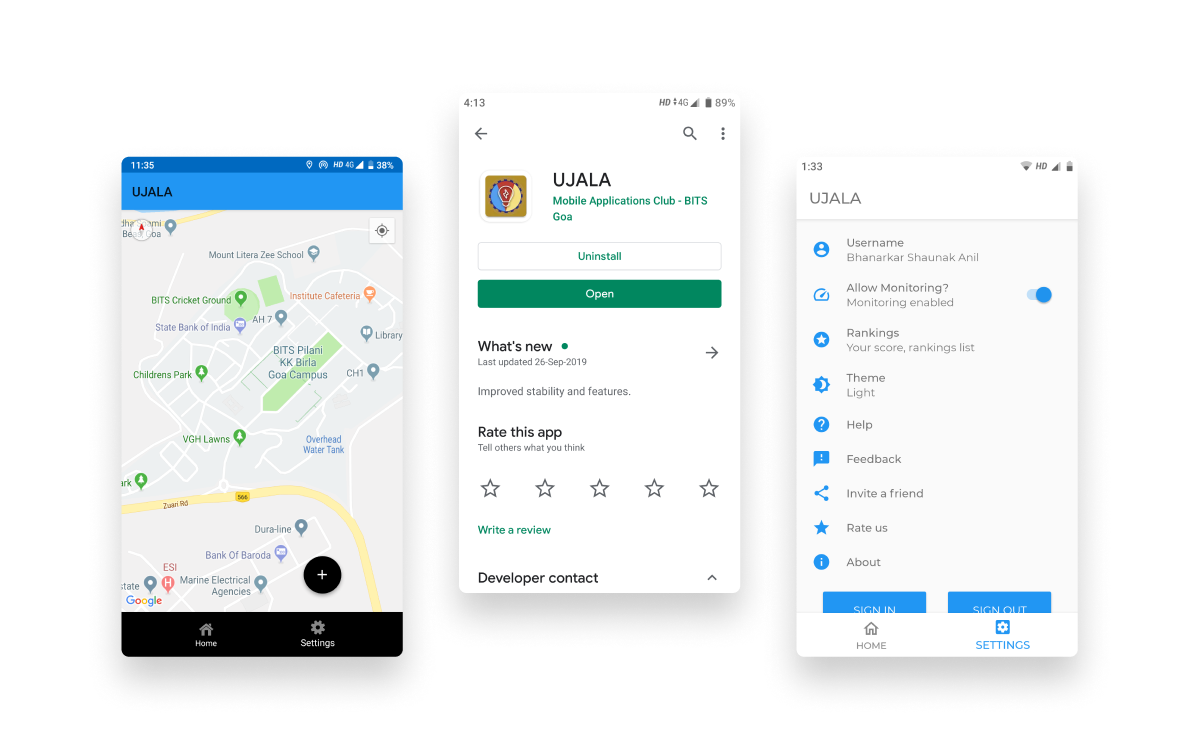 11:35
HD 4G 38%
UJALA
Bea Goa
Mount Litera Zee School
BITS Cricket Ground
Institute Cafeteria
State Bank of India
AH 7
Library
BITS Pilani
KK Birla
Goa Campus
Childrens Park
CH1
VGH Lawns
Overhead
Water Tank
ark
566
Zuari Rd
Dura-line
Bank Of Baroda
ESI
H
state
Marine Electrical
Agencies
Google
+
Home
Settings
4:13
HD 4G 89%
UJALA
Mobile Applications Club - BITS
Goa
Uninstall
Open
What's new
Last updated 26-Sep-2019
Improved stability and features.
Rate this app
Tell others what you think
Write a review
Developer contact
1:33
HD
UJALA
Username
Bhanarkar Shaunak Anil
Allow Monitoring?
Monitoring enabled
Rankings
Your score, rankings list
Theme
Light
Help
Feedback
Invite a friend
Rate us
About
SIGN IN
SIGN OUT
HOME
SETTINGS